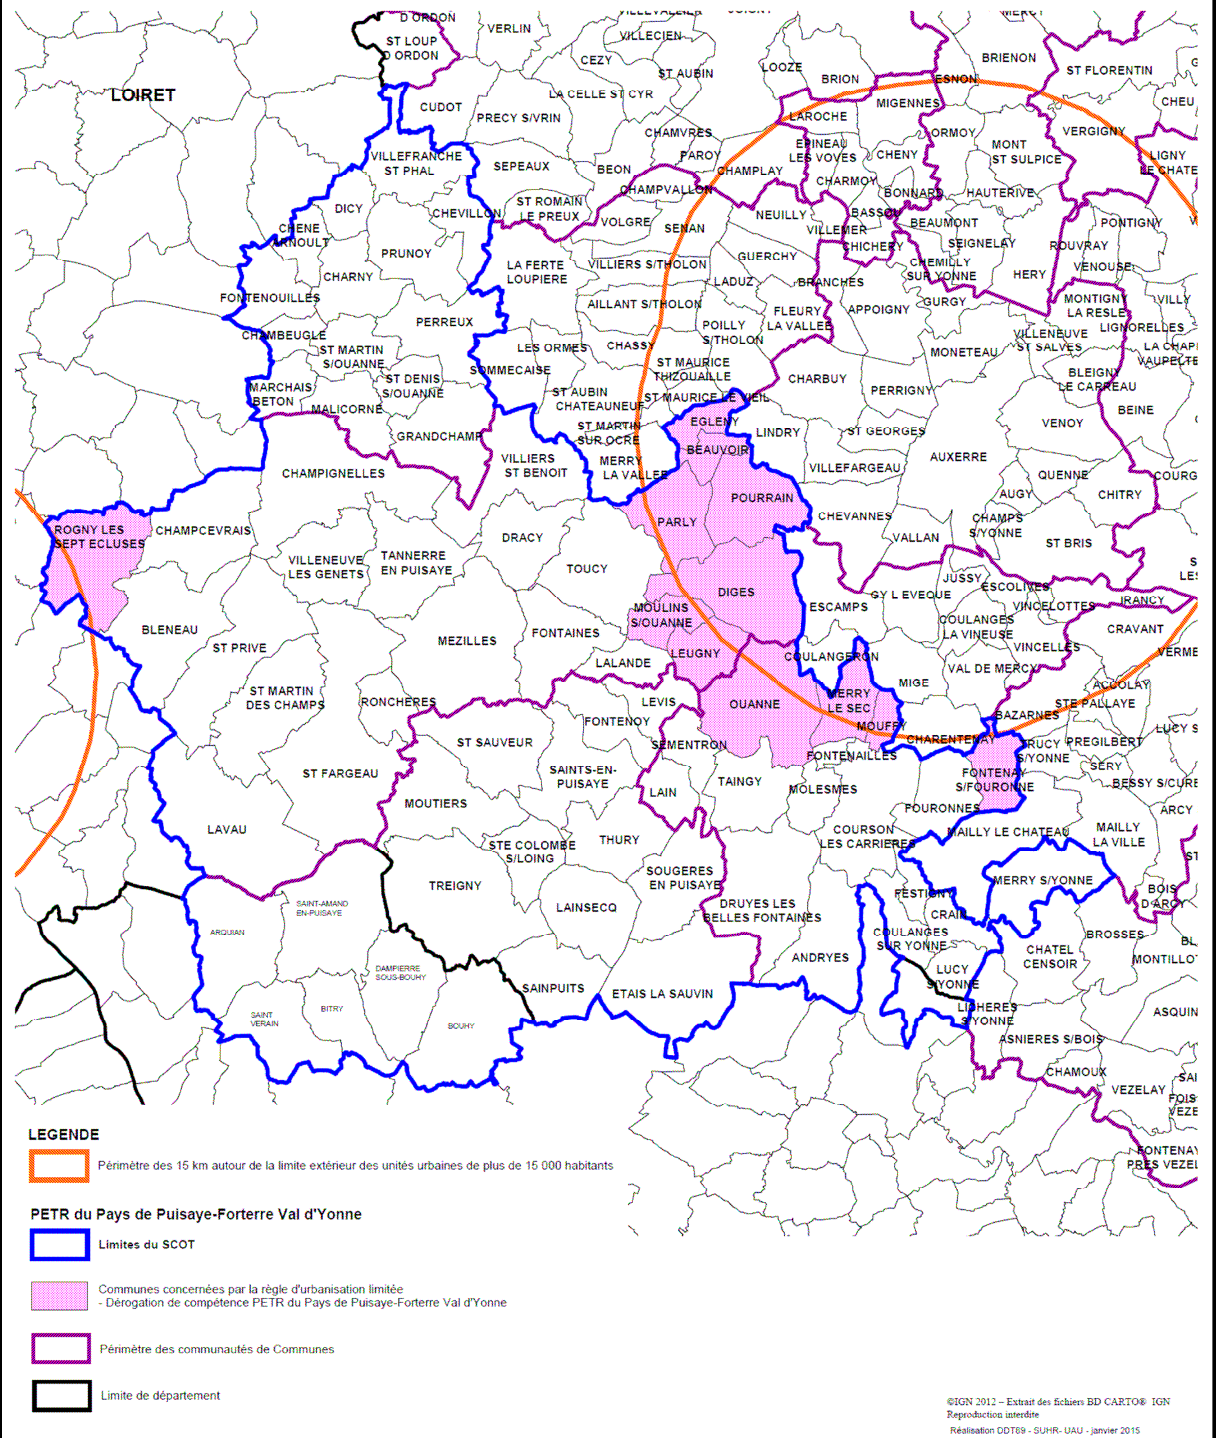 D ORDON
VERLIN
VILLECIEN
ST LOUP
D ORDON
CEZY
ST AUBIN
LOOZE
BRION
ESNON
BRIENON
ST FLORENTIN
LOIRET
CUDOT
LA CELLE ST CYR
PRECY S/VRIN
MIGENNES
CHEU
LAROCHE
CHAMVRES
ORMOY
VERGIGNY
VILLEFRANCHE
ST PHAL
SEPEAUX
BEON
PAROY
CHAMPLAY
EPINEAU
LES VOVES
CHENY
MONT
ST SULPICE
LIGNY
LE CHATE
CHARMOY
CHAMPVALLON
BONNARD
HAUTERIVE
DICY
CHEVILLON
ST ROMAIN
LE PREUX
VOLGRE
SENAN
NEUILLY
VILLEMER
BASSOU
BEAUMONT
PONTIGNY
CHENE
ARNOULT
PRUNOY
CHICHERY
SEIGNELAY
ROUVRAY
CHARNY
LA FERTE
LOUPIERE
VILLIERS S/THOLON
GUERCHY
CHEMILLY
SUR YONNE
HERY
VENOUSE
LADUZ
BRANCHES
FONTENOUILLES
AILLANT S/THOLON
FLEURY
LA VALLEE
APPOIGNY
GURGY
MONTIGNY
LA RESLE
VILLY
PERREUX
POILLY
S/THOLON
LIGNORELLES
CHAMBEUGLE
ST MARTIN
S/OUANNE
LES ORMES
CHASSY
MONETEAU
VILLENEUVE
ST SALVES
LA CHAP
VAUPELTE
SOMMECAISE
ST MAURICE
THIZOUAILLE
CHARBUY
PERRIGNY
BLEIGNY
LE CARREAU
MARCHAIS
BETON
ST DENIS
S/OUANNE
ST AUBIN
CHATEAUNEUF
ST MAURICE LE VIEIL
BEINE
MALICORNE
GRANDCHAMP
ST MARTIN
SUR OCRE
EGLENY
LINDRY
ST GEORGES
VENOY
BEAUVOIR
AUXERRE
CHAMPIGNELLES
VILLIERS
ST BENOIT
MERRY
LA VALLEE
VILLEFARGEAU
QUENNE
COURG
POURRAIN
AUGY
CHITRY
ROGNY LES
SEPT ECLUSES
CHAMPCEVRAIS
DRACY
PARLY
CHEVANNES
VALLAN
CHAMPS
S/YONNE
ST BRIS
VILLENEUVE
LES GENETS
TANNERRE
EN PUISAYE
TOUCY
S
LES
JUSSY
ESCOLIVES
DIGES
GY L EVEQUE
VINCELOTTES
IRANCY
MOULINS
S/OUANNE
ESCAMPS
COULANGES
LA VINEUSE
CRAVANT
BLENEAU
ST PRIVE
MEZILLES
FONTAINES
LEUGNY
COULANGERON
VINCELLES
VERME
LALANDE
VAL DE MERCY
ST MARTIN
DES CHAMPS
RONCHERES
LEVIS
OUANNE
MERRY
LE SEC
MIGE
ACCOLAY
STE PALLAYE
FONTENOY
MOUFFY
BAZARNES
LUCY S
ST SAUVEUR
SEMENTRON
CHARENTENAY
TRUCY
S/YONNE
PREGILBERT
FONTENAILLES
ST FARGEAU
SAINTS-EN-
PUISAYE
TAINGY
MOLESMES
FONTENAY
S/FOURONNE
SERY
BESSY S/CURE
MOUTIERS
LAIN
FOURONNES
ARCY
LAVAU
STE COLOMBE
S/LOING
THURY
COURSON
LES CARRIERES
MAILLY LE CHATEAU
MAILLY
LA VILLE
ST
TREIGNY
SOUGERES
EN PUISAYE
MERRY S/YONNE
BOIS
D ARCY
SAINT-AMAND
EN-PUISAYE
LAINSECQ
DRUYES LES
BELLES FONTAINES
FESTIGNY
CRAIN
ARQUIAN
COULANGES
SUR YONNE
BROSSES
BL
ANDRYES
CHATEL
CENSOIR
MONTILLOT
DAMPIERRE
SOUS-BOUHY
LUCY
S/YONNE
SAINPUITS
ETAIS LA SAUVIN
BITRY
SAINT
VERAIN
BOUHY
LICHERES
S/YONNE
ASQUIN
ASNIERES S/BOIS
CHAMOUX
VEZELAY
SAI
FOIS
VEZE
LEGENDE
FONTENAY
PRES VEZEL
Périmètre des 15 km autour de la limite extérieur des unités urbaines de plus de 15 000 habitants
PETR du Pays de Puisaye-Forterre Val d'Yonne
Limites du SCOT
Communes concernées par la règle d'urbanisation limitée
- Dérogation de compétence PETR du Pays de Puisaye-Forterre Val d'Yonne
Périmètre des communautés de Communes
Limite de département
©IGN 2012 – Extrait des fichiers BD CARTO® IGN
Reproduction interdite
Réalisation DDT89 - SUHR- UAU - janvier 2015